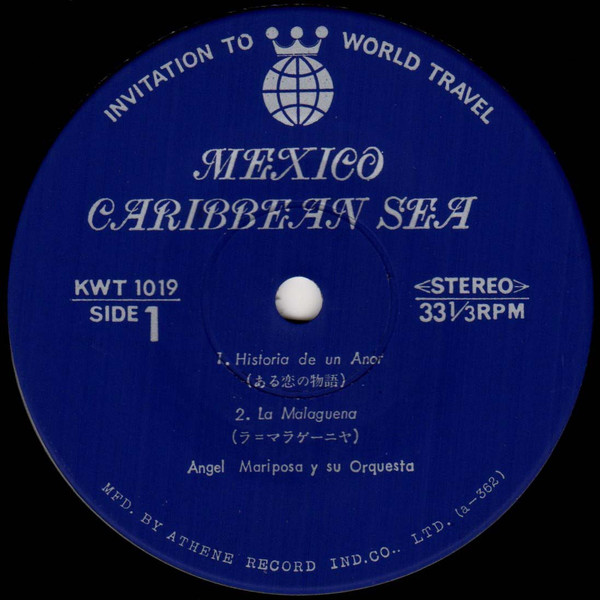 INVITATION TO WORLD TRAVEL
MEXICO
CARIBBEAN SEA
KWT 1019
SIDE 1
<STEREO>
33 1/3 RPM
1. Historia de un Anor
(ある恋の物語)
2. La Malaguena
(ラ=マラゲーニヤ)
Angel Mariposa y su Orquesta
MFD. BY ATHENE RECORD IND.CO., LTD. (a-362)